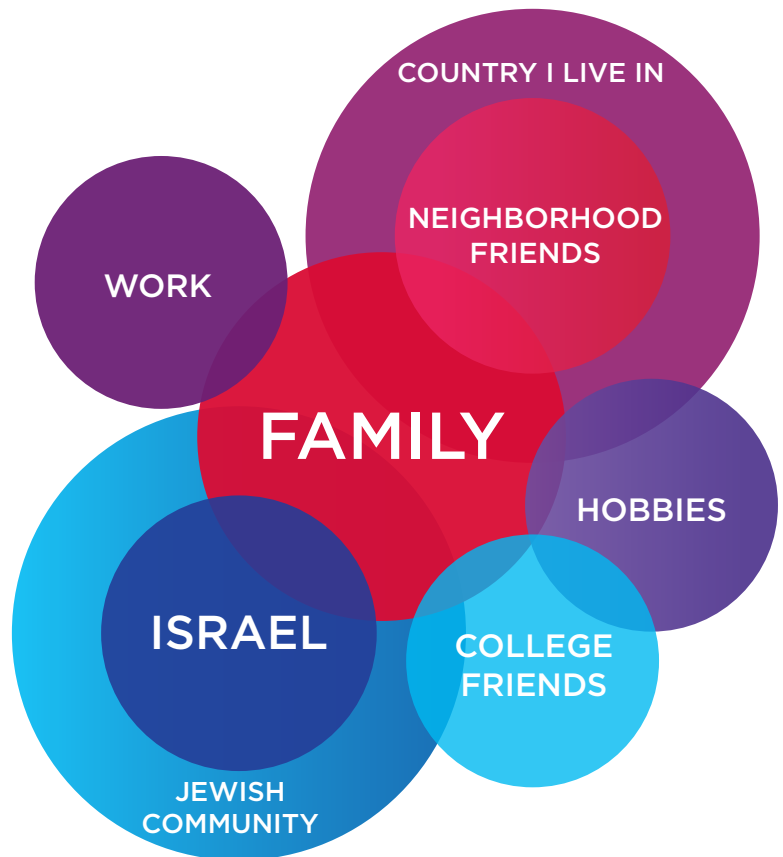 COUNTRY I LIVE IN
NEIGHBORHOOD
FRIENDS
WORK
FAMILY
HOBBIES
ISRAEL
COLLEGE
FRIENDS
JEWISH
COMMUNITY